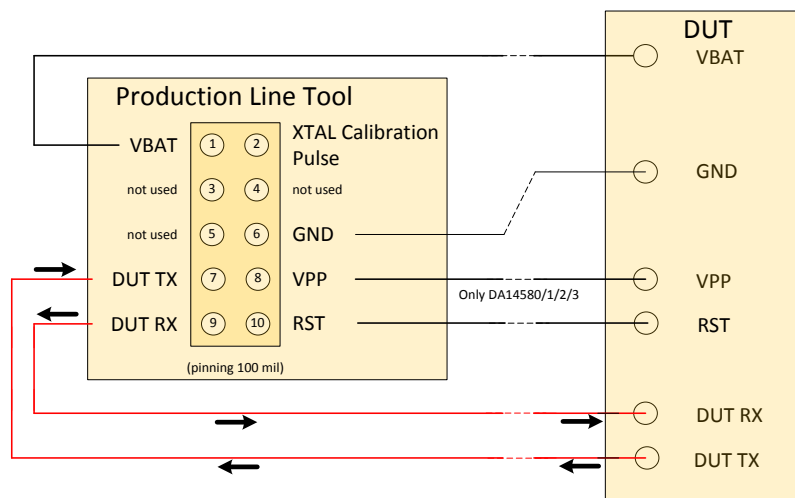 DUT
VBAT
Production Line Tool
VBAT 1 2 XTAL Calibration
Pulse
not used 3 4 not used
GND
not used 5 6 GND
DUT TX 7 8 VPP
Only DA14580/1/2/3
VPP
DUT RX 9 10 RST
RST
(pinning 100 mil)
DUT RX
DUT TX